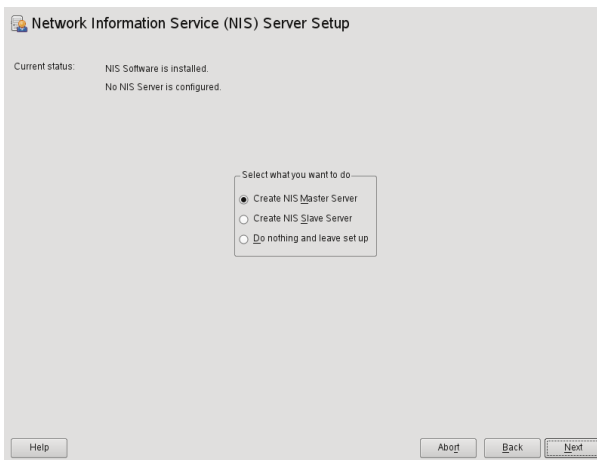 Network Information Service (NIS) Server Setup
Current status: NIS Software is installed.
No NIS Server is configured.
Select what you want to do
Create NIS Master Server
Create NIS Slave Server
Do nothing and leave set up
Help Abort Back Next